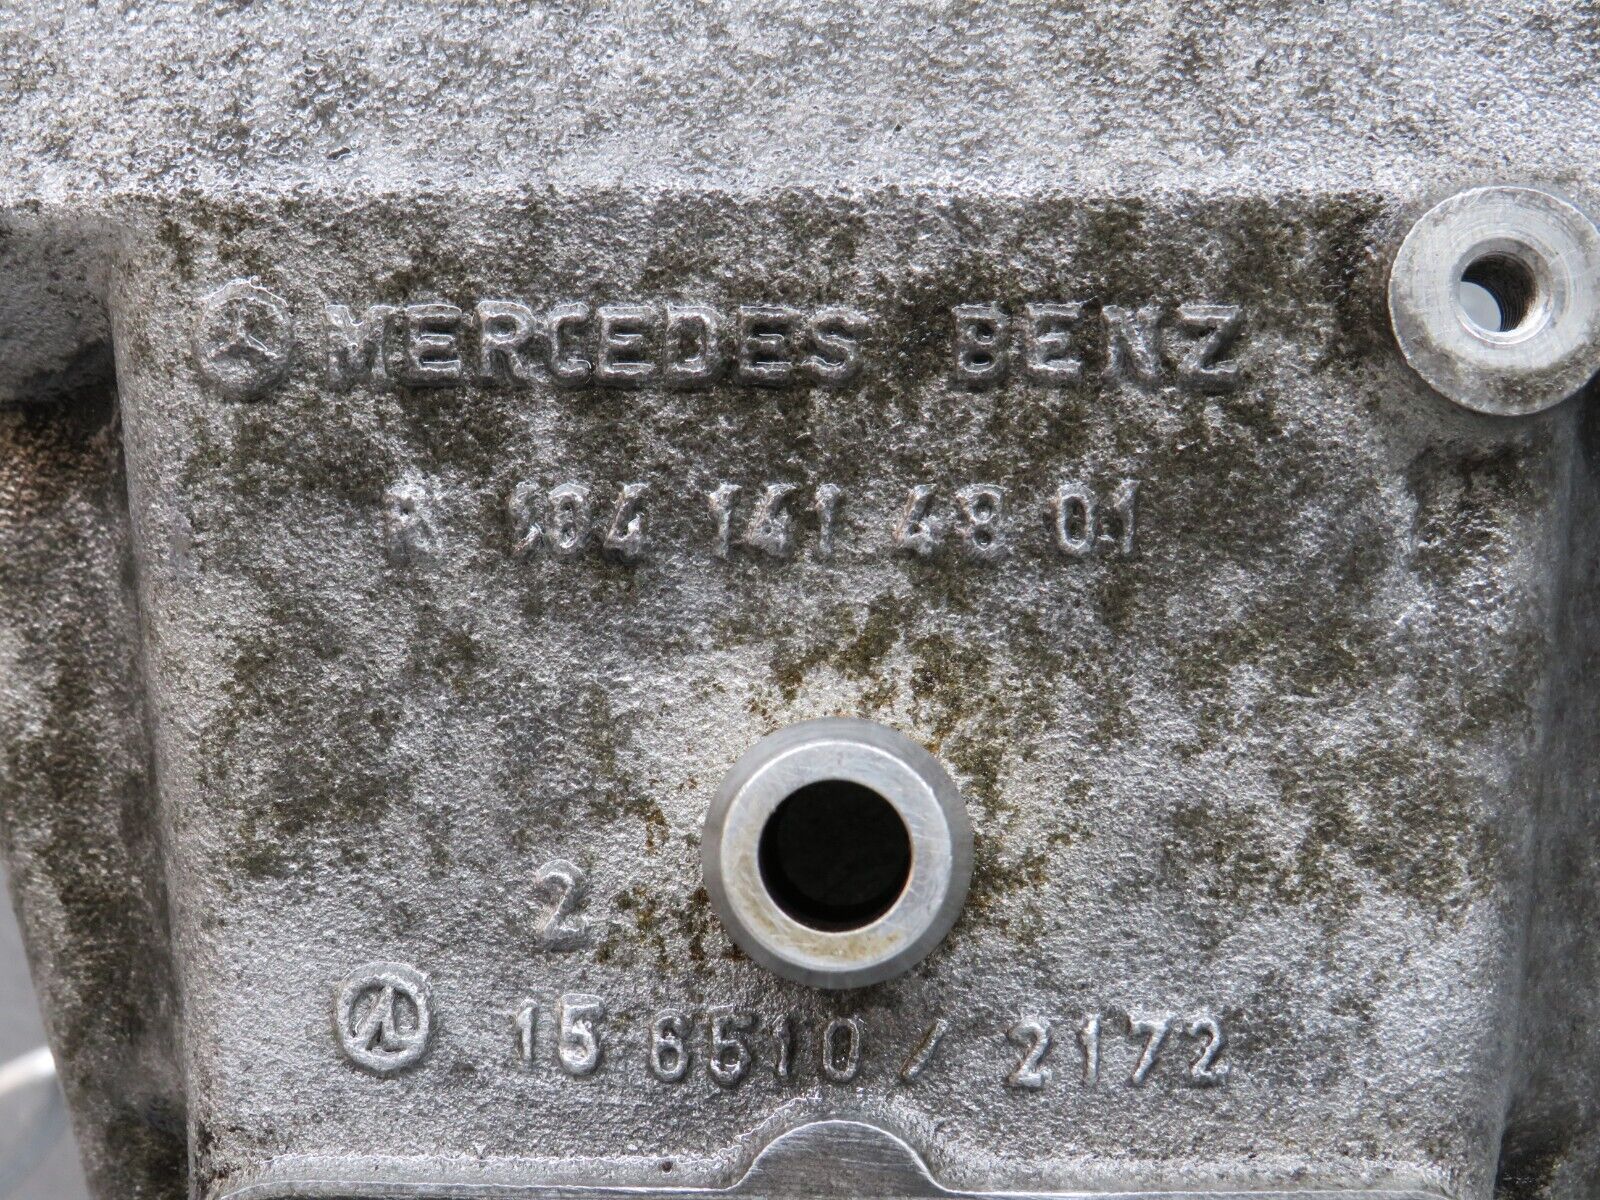 MERCEDES BENZ
R 104 141 48 01
2
15 6510 / 2172